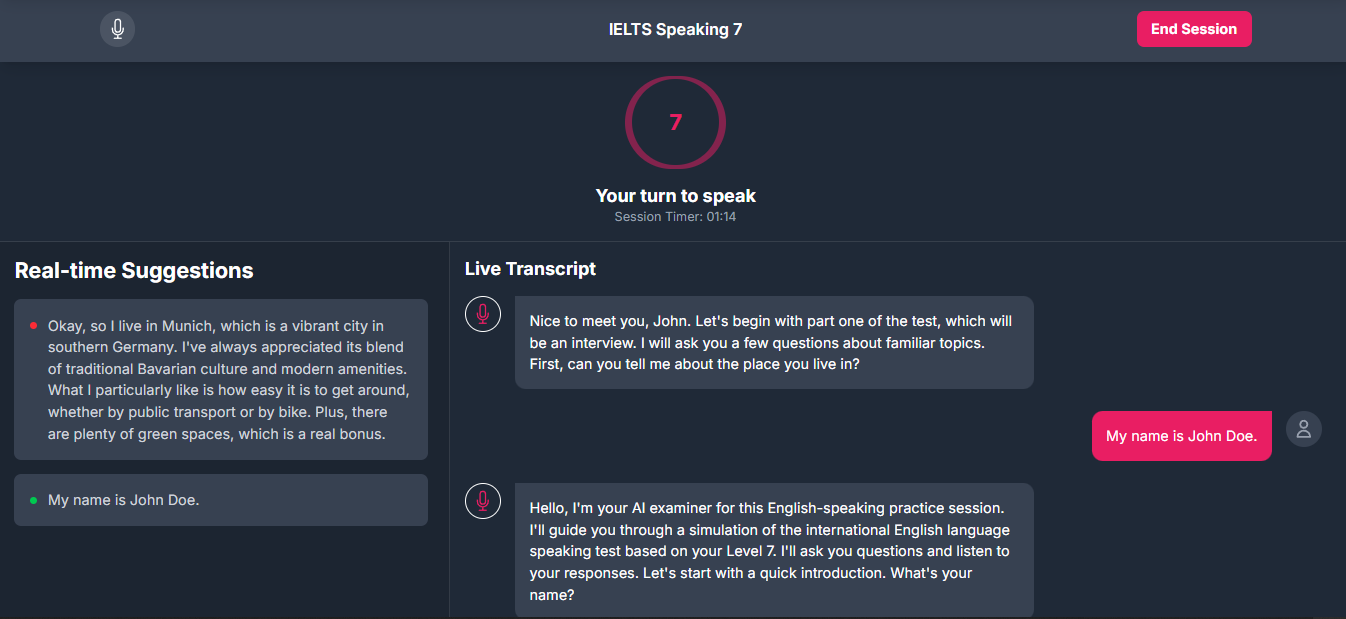 IELTS Speaking 7
End Session
7
Your turn to speak
Session Timer: 01:14
Real-time Suggestions
Okay, so I live in Munich, which is a vibrant city in
southern Germany. I've always appreciated its blend
of traditional Bavarian culture and modern amenities.
What I particularly like is how easy it is to get around,
whether by public transport or by bike. Plus, there
are plenty of green spaces, which is a real bonus.
My name is John Doe.
Live Transcript
Nice to meet you, John. Let's begin with part one of the test, which will
be an interview. I will ask you a few questions about familiar topics.
First, can you tell me about the place you live in?
My name is John Doe.
Hello, I'm your AI examiner for this English-speaking practice session.
I'll guide you through a simulation of the international English language
speaking test based on your Level 7. I'll ask you questions and listen to
your responses. Let's start with a quick introduction. What's your
name?